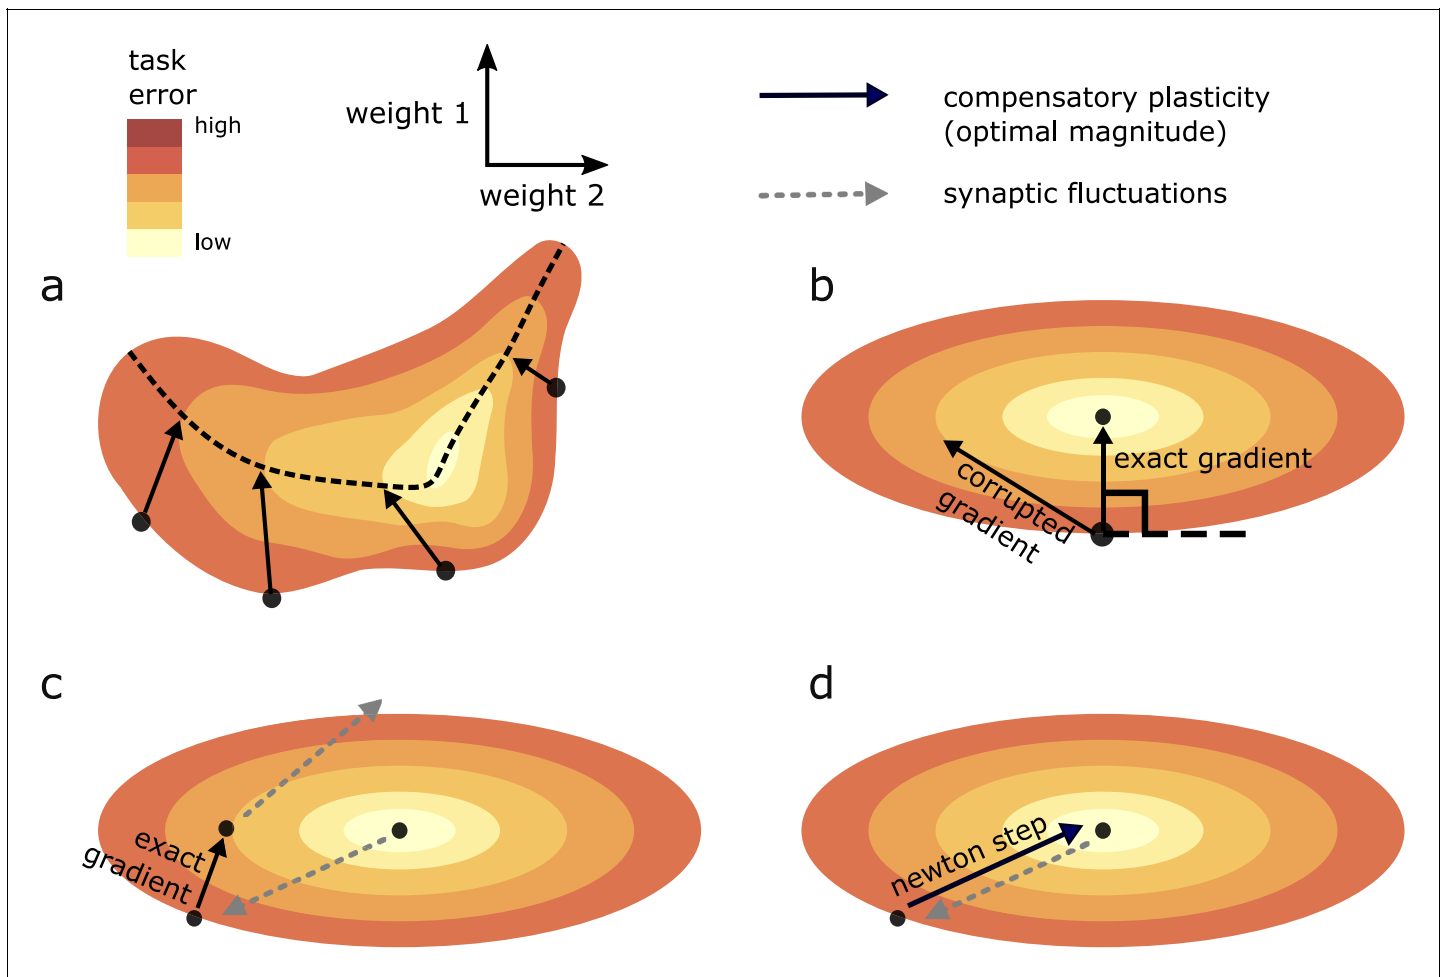 task
error
high
low
weight 1
weight 2
compensatory plasticity
(optimal magnitude)
synaptic fluctuations
a
b
exact gradient
corrupted
gradient
c
exact
gradient
d
newton step